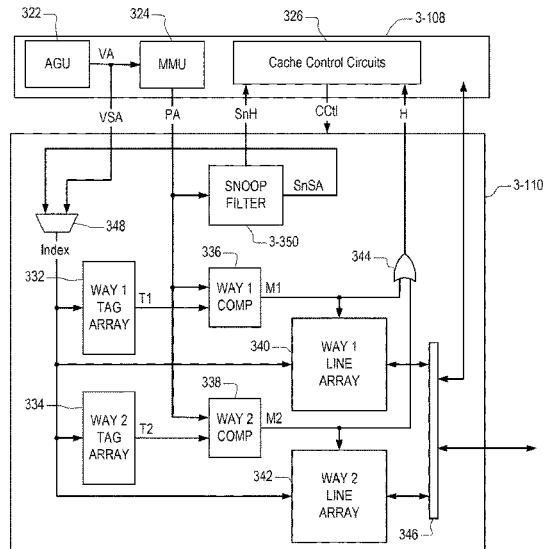 322
324
326
3-108
AGU
VA
MMU
Cache Control Circuits
VSA
PA
SnH
CCtl
H
SNOOP
FILTER
SnSA
3-110
348
3-350
Index
332
336
344
WAY 1
TAG
ARRAY
T1
WAY 1
COMP
M1
340
WAY 1
LINE
ARRAY
334
338
WAY 2
TAG
ARRAY
T2
WAY 2
COMP
M2
342
WAY 2
LINE
ARRAY
346